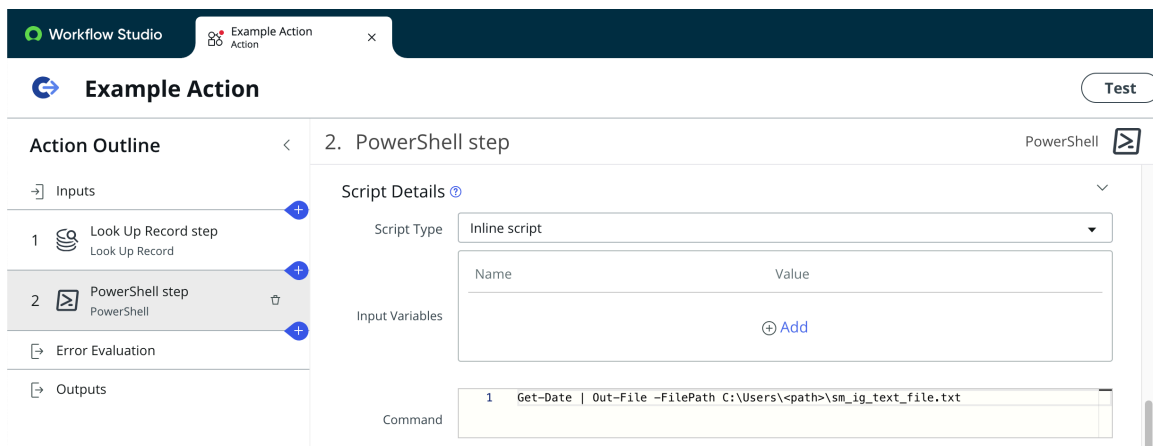 Workflow Studio
Example Action
Action
Example Action
Test
Action Outline
2. PowerShell step
PowerShell
Inputs
Script Details
Script Type
Inline script
1
Look Up Record step
Look Up Record
Name
Value
2
PowerShell step
PowerShell
Input Variables
Add
Error Evaluation
Outputs
Command
1 Get-Date | Out-File -FilePath C:\Users\<path>\sm_ig_text_file.txt